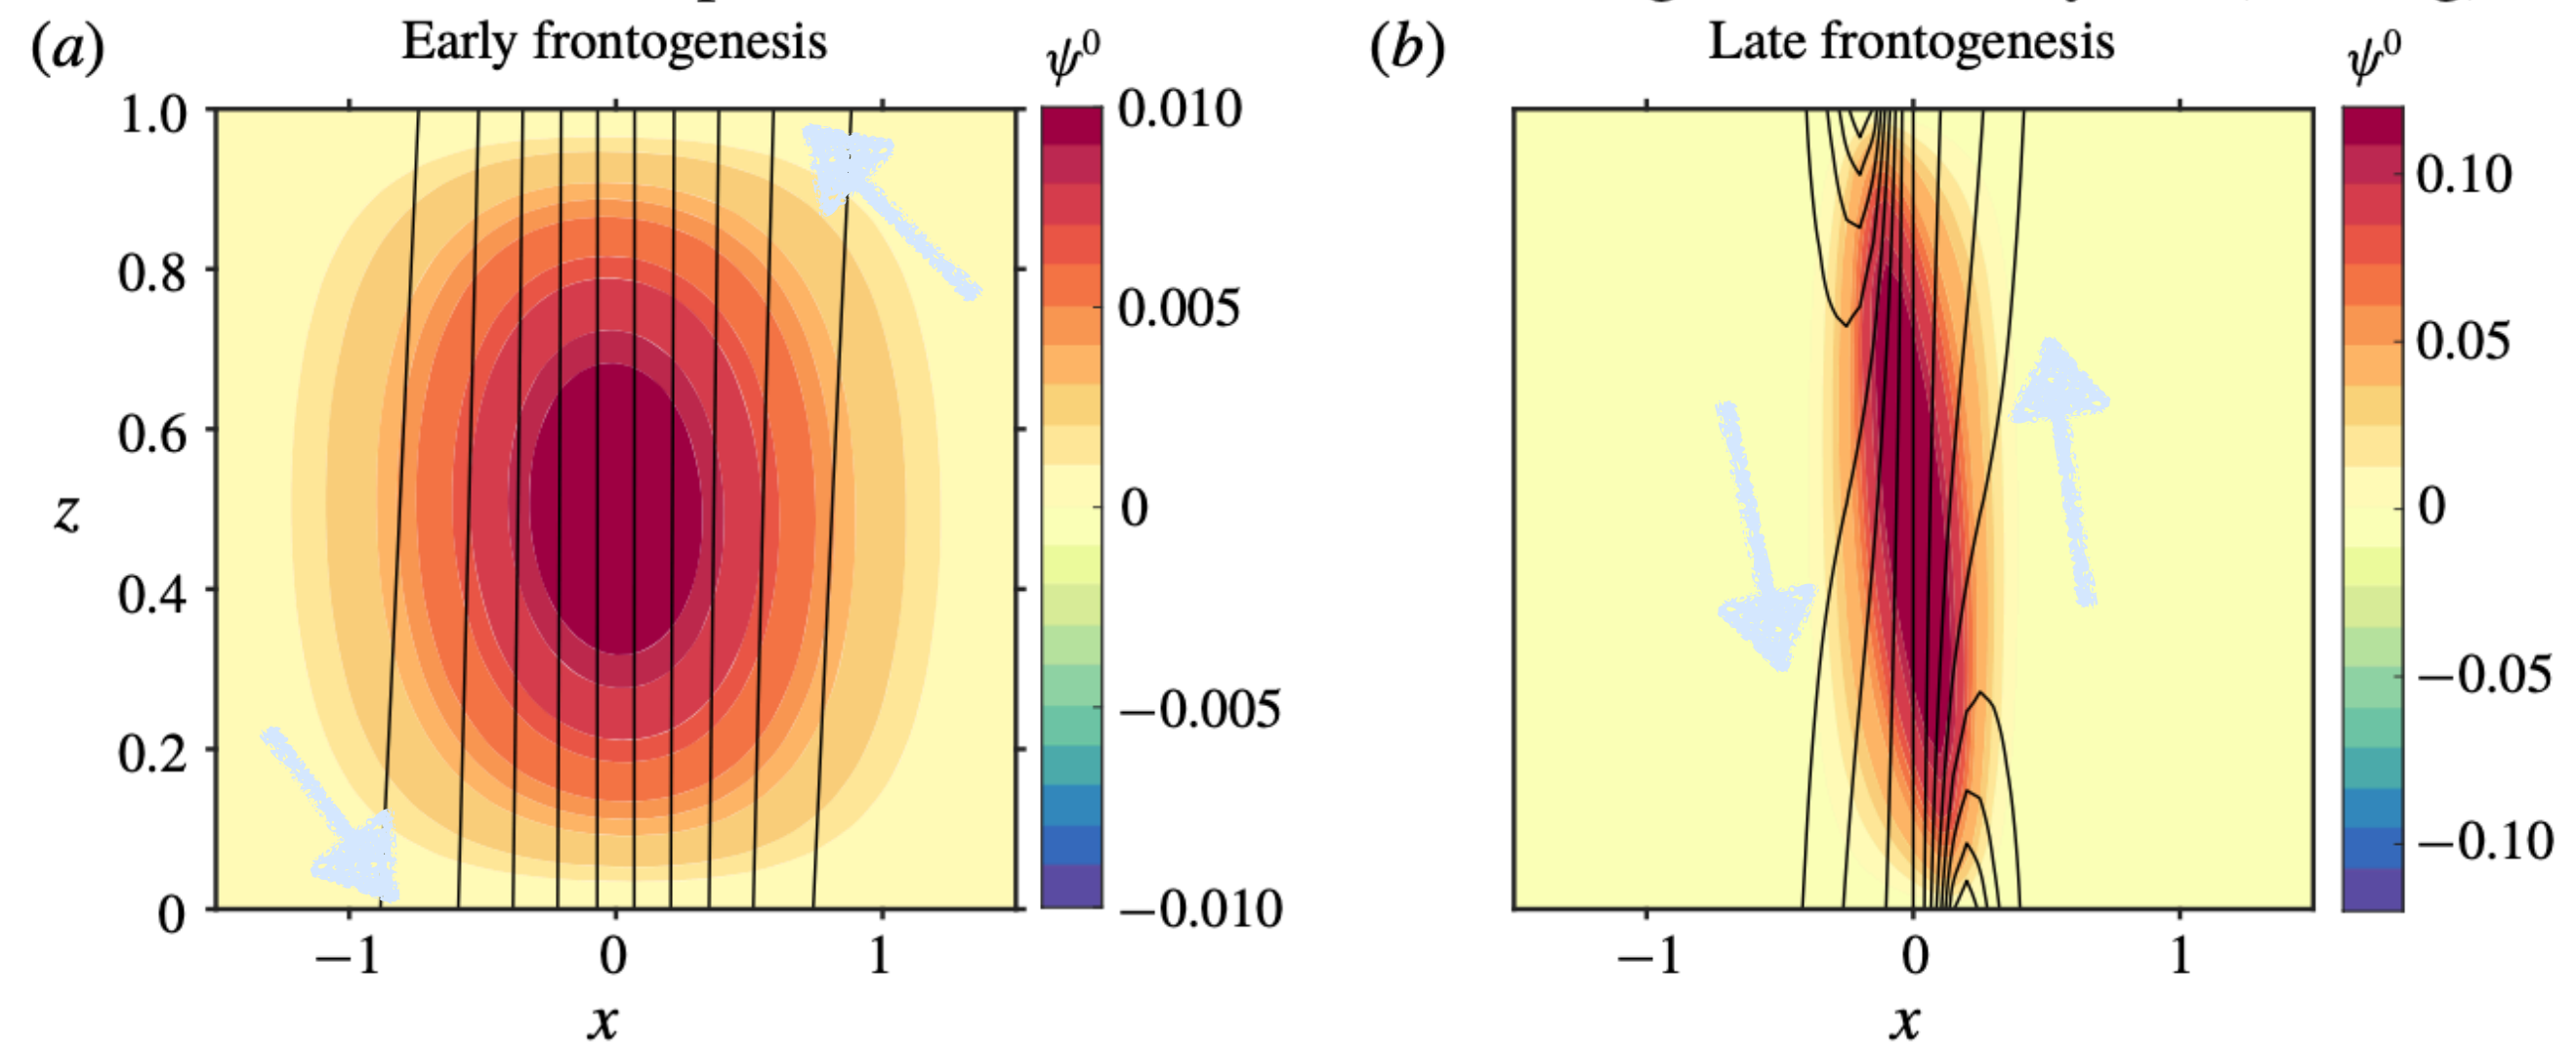 (a) Early frontogenesis ψ⁰
1.0
0.8
0.6
0.4
0.2
0
z
−1 0 1
x
0.010
0.005
0
−0.005
−0.010
(b) Late frontogenesis ψ⁰
−1 0 1
x
0.10
0.05
0
−0.05
−0.10